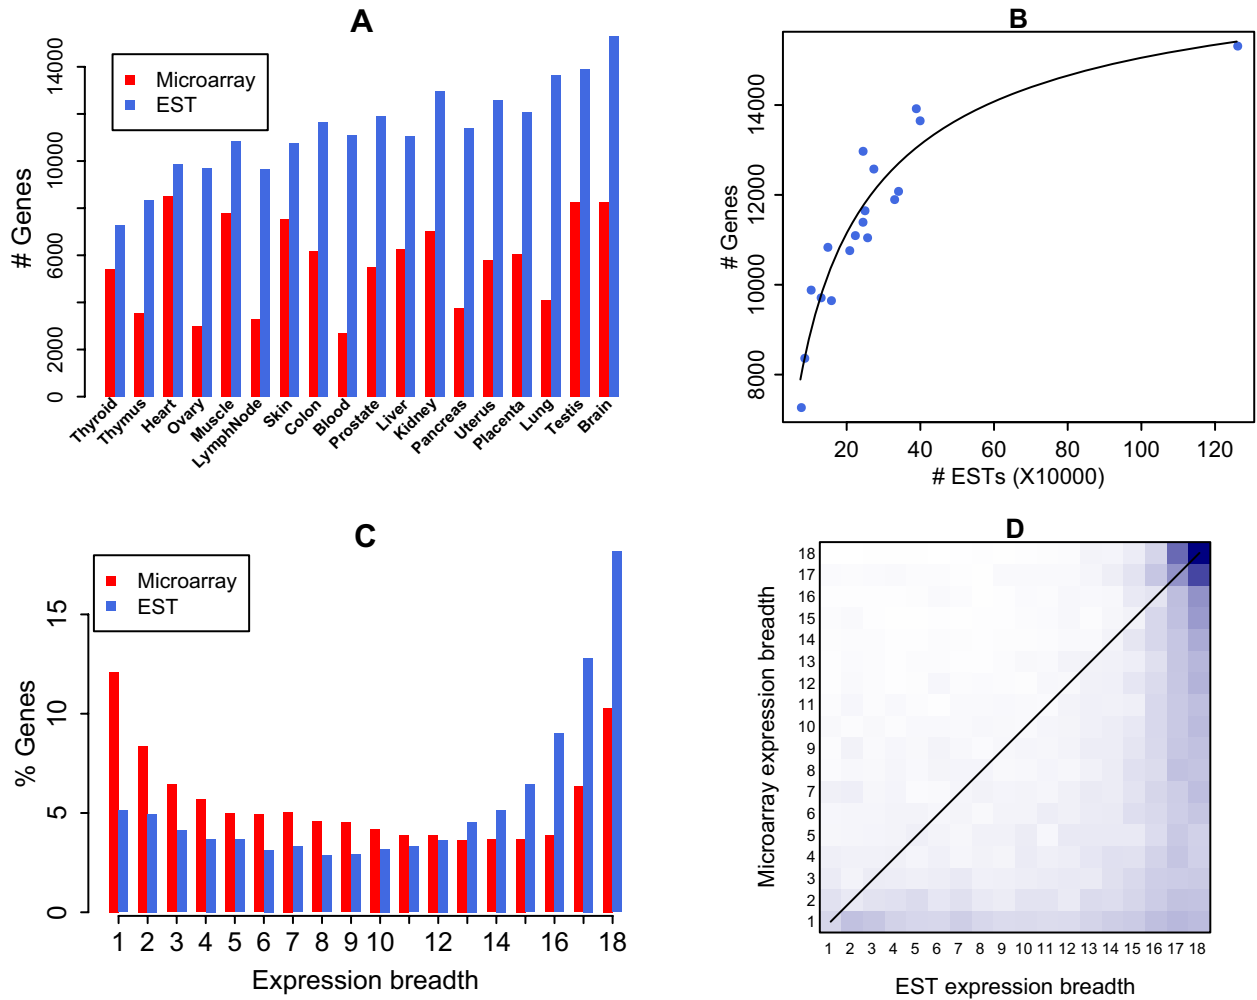 A
Microarray
EST
# Genes
0
2000
6000
10000
14000
Thyroid
Thymus
Heart
Ovary
Muscle
LymphNode
Skin
Colon
Blood
Prostate
Liver
Kidney
Pancreas
Uterus
Placenta
Lung
Testis
Brain
B
# Genes
8000
10000
12000
14000
20 40 60 80 100 120
# ESTs (X10000)
C
Microarray
EST
% Genes
0
5
10
15
1 2 3 4 5 6 7 8 9 10 12 14 16 18
Expression breadth
D
Microarray expression breadth
18
17
16
15
14
13
12
11
10
9
8
7
6
5
4
3
2
1
1 2 3 4 5 6 7 8 9 10 11 12 13 14 15 16 17 18
EST expression breadth